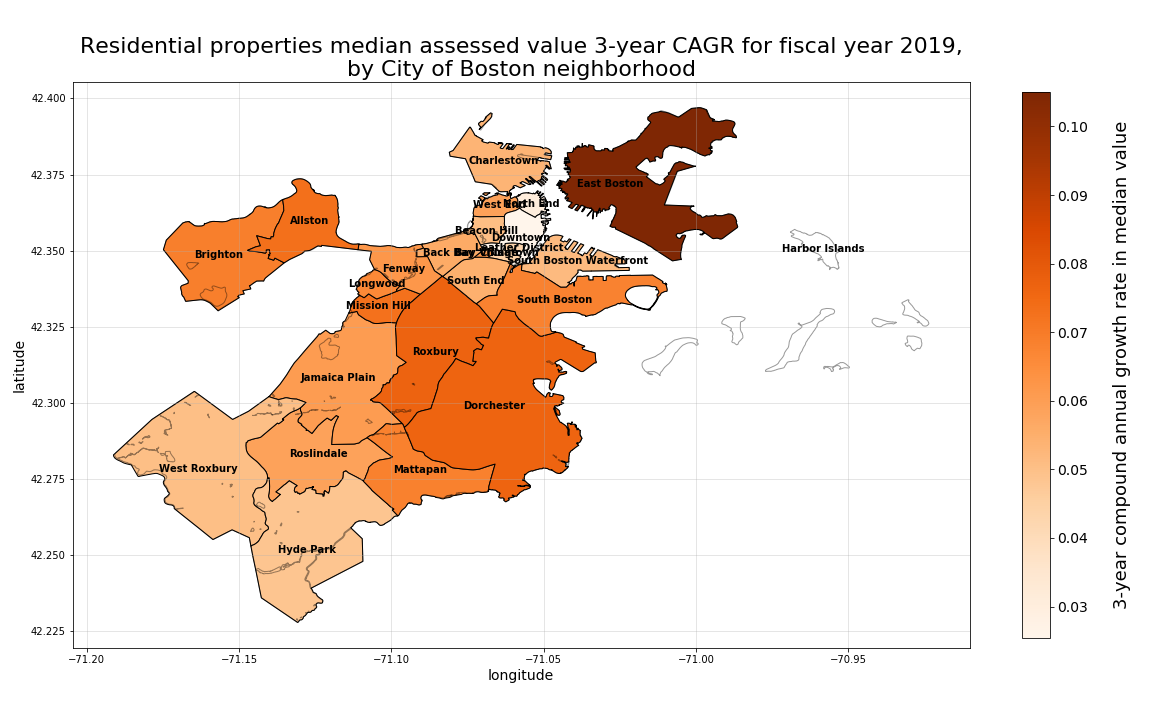 Residential properties median assessed value 3-year CAGR for fiscal year 2019,
by City of Boston neighborhood
42.400
42.375
42.350
42.325
42.300
42.275
42.250
42.225
latitude
−71.20
−71.15
−71.10
−71.05
−71.00
−70.95
longitude
Charlestown
East Boston
West End
North End
Allston
Beacon Hill
Downtown
Brighton
Back Bay
Leather District
Harbor Islands
South Boston Waterfront
Fenway
Longwood
South End
Mission Hill
South Boston
Roxbury
Jamaica Plain
Dorchester
Roslindale
West Roxbury
Mattapan
Hyde Park
0.10
0.09
0.08
0.07
0.06
0.05
0.04
0.03
3-year compound annual growth rate in median value